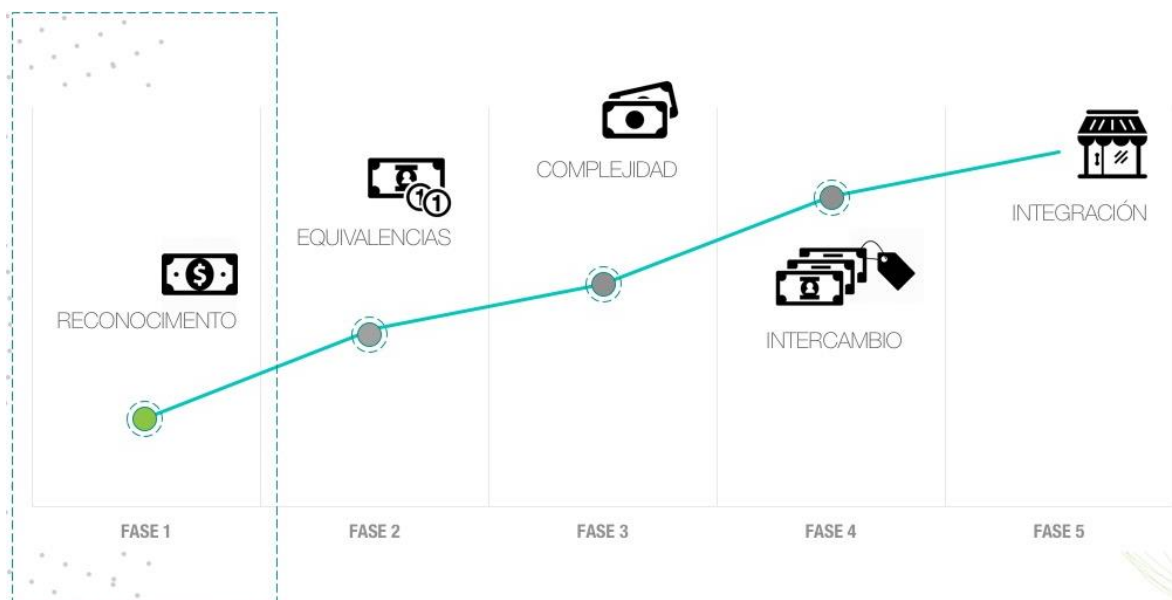 COMPLEJIDAD
INTEGRACIÓN
EQUIVALENCIAS
RECONOCIMENTO
INTERCAMBIO
FASE 1
FASE 2
FASE 3
FASE 4
FASE 5